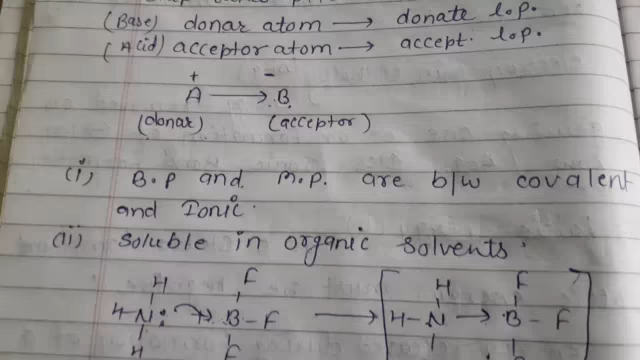 (Base) donar atom → donate l.p.
(Acid) acceptor atom → accept. l.p.
+ −
A → B
(donar) (acceptor)
(i) B.P and M.P. are b/w covalent
and Ionic.
(ii) Soluble in organic solvents.
H F H F
H-N: → B-F → H-N → B-F
H F